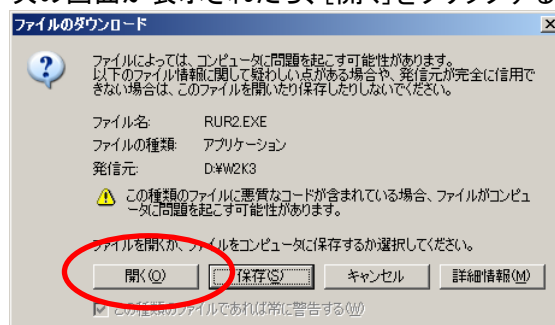 次の画面が表示されたら、[開く]をクリックする
ファイルのダウンロード
ファイルによっては、コンピュータに問題を起こす可能性があります。
以下のファイル情報に関して疑わしい点がある場合や、発信元が完全に信用で
きない場合は、このファイルを開いたり保存したりしないでください。
ファイル名: RUR2.EXE
ファイルの種類: アプリケーション
発信元: D:¥W2K3
この種類のファイルに悪質なコードが含まれている場合、ファイルがコンピュ
ータに問題を起こす可能性があります。
ファイルを開くか、ファイルをコンピュータに保存するか選択してください。
開く(O) 保存(S) キャンセル 詳細情報(M)
この種類のファイルであれば常に警告する(W)